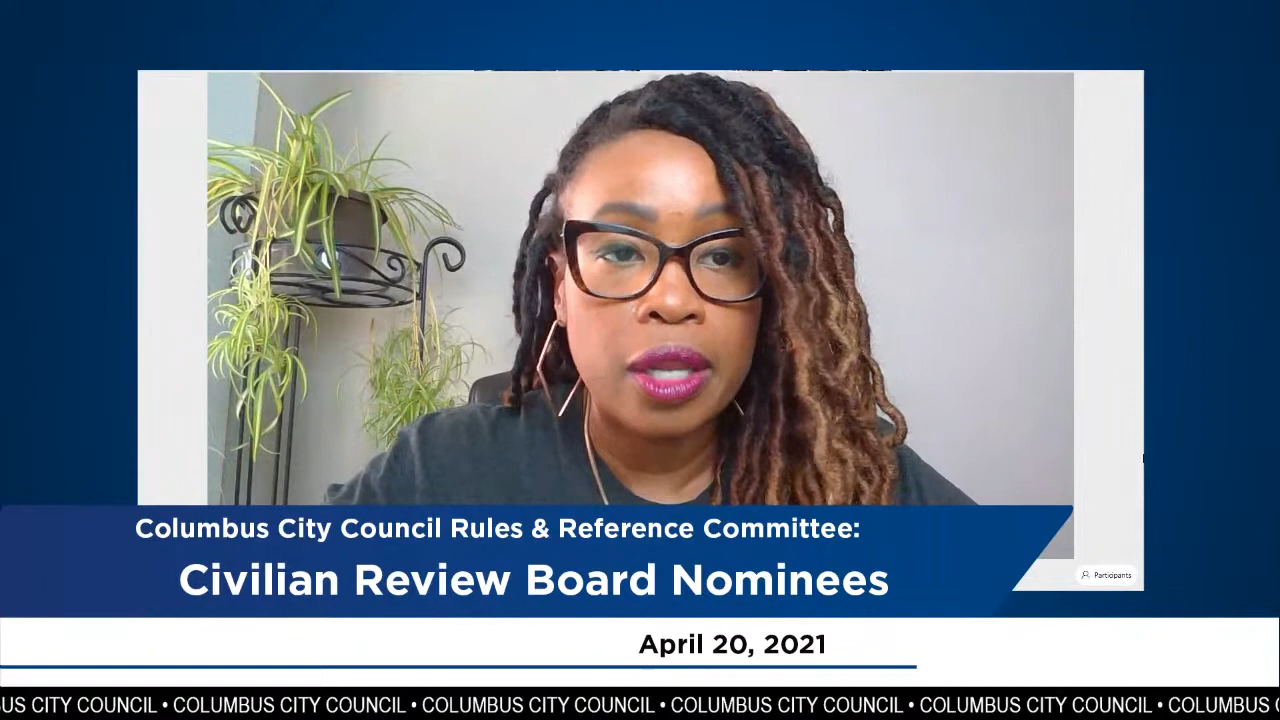 Participants
Columbus City Council Rules & Reference Committee:
Civilian Review Board Nominees
April 20, 2021
US CITY COUNCIL • COLUMBUS CITY COUNCIL • COLUMBUS CITY COUNCIL • COLUMBUS CITY COUNCIL • COLUMBUS CITY COUNCIL • COLUMBUS C